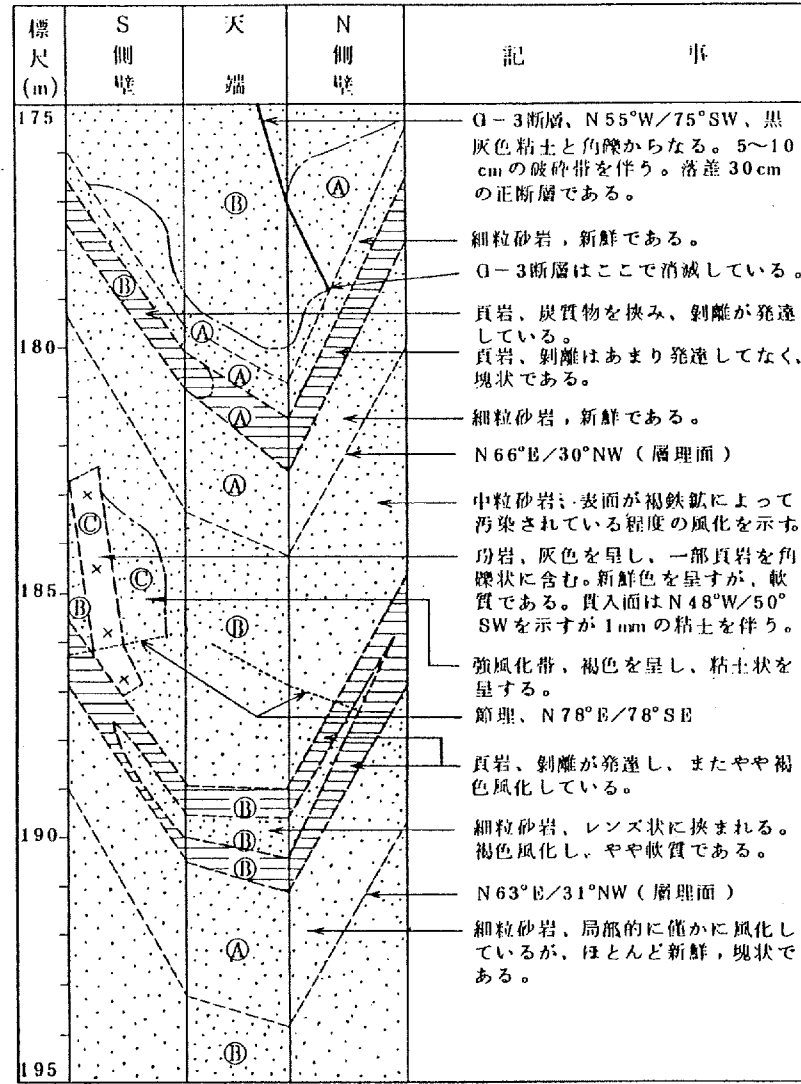 標尺(m)
S側壁
天端
N側壁
記事
175
180
185
190
195
Ⓑ
Ⓐ
Ⓑ
Ⓐ
Ⓐ
Ⓐ
Ⓐ
Ⓒ
Ⓒ
Ⓑ
Ⓑ
Ⓑ
Ⓑ
Ⓑ
Ⓐ
Ⓑ
G-3断層、N55°W/75°SW、黒
灰色粘土と角礫からなる。5~10
cmの破砕帯を伴う。落差30cm
の正断層である。
細粒砂岩,新鮮である。
G-3断層はここで消滅している。
頁岩、炭質物を挟み、剝離が発達
している。
頁岩、剝離はあまり発達してなく、
塊状である。
細粒砂岩,新鮮である。
N66°E/30°NW(層理面)
中粒砂岩;表面が褐鉄鉱によって
汚染されている程度の風化を示す。
玢岩、灰色を呈し、一部頁岩を角
礫状に含む。新鮮色を呈すが、軟
質である。貫入面はN48°W/50°
SWを示すが1mmの粘土を伴う。
強風化帯、褐色を呈し、粘土状を
呈する。
節理、N78°E/78°SE
頁岩、剝離が発達し、またやや褐
色風化している。
細粒砂岩、レンズ状に挟まれる。
褐色風化し、やや軟質である。
N63°E/31°NW(層理面)
細粒砂岩、局部的に僅かに風化し
ているが、ほとんど新鮮,塊状で
ある。